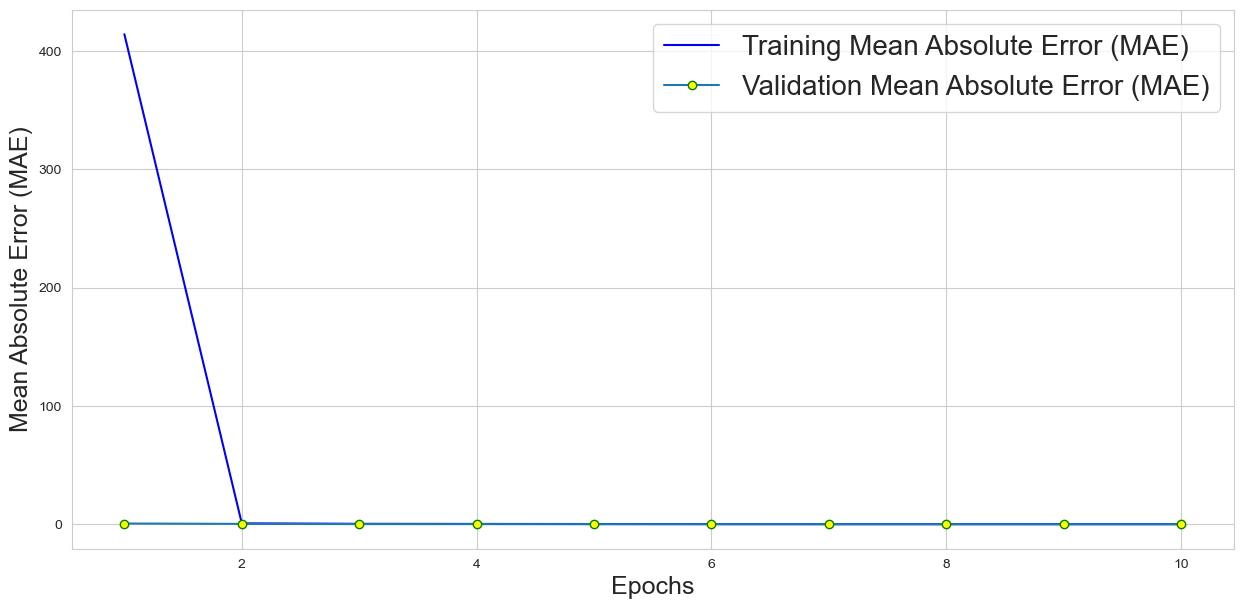 Training Mean Absolute Error (MAE)
Validation Mean Absolute Error (MAE)
Mean Absolute Error (MAE)
400
300
200
100
0
2
4
6
8
10
Epochs